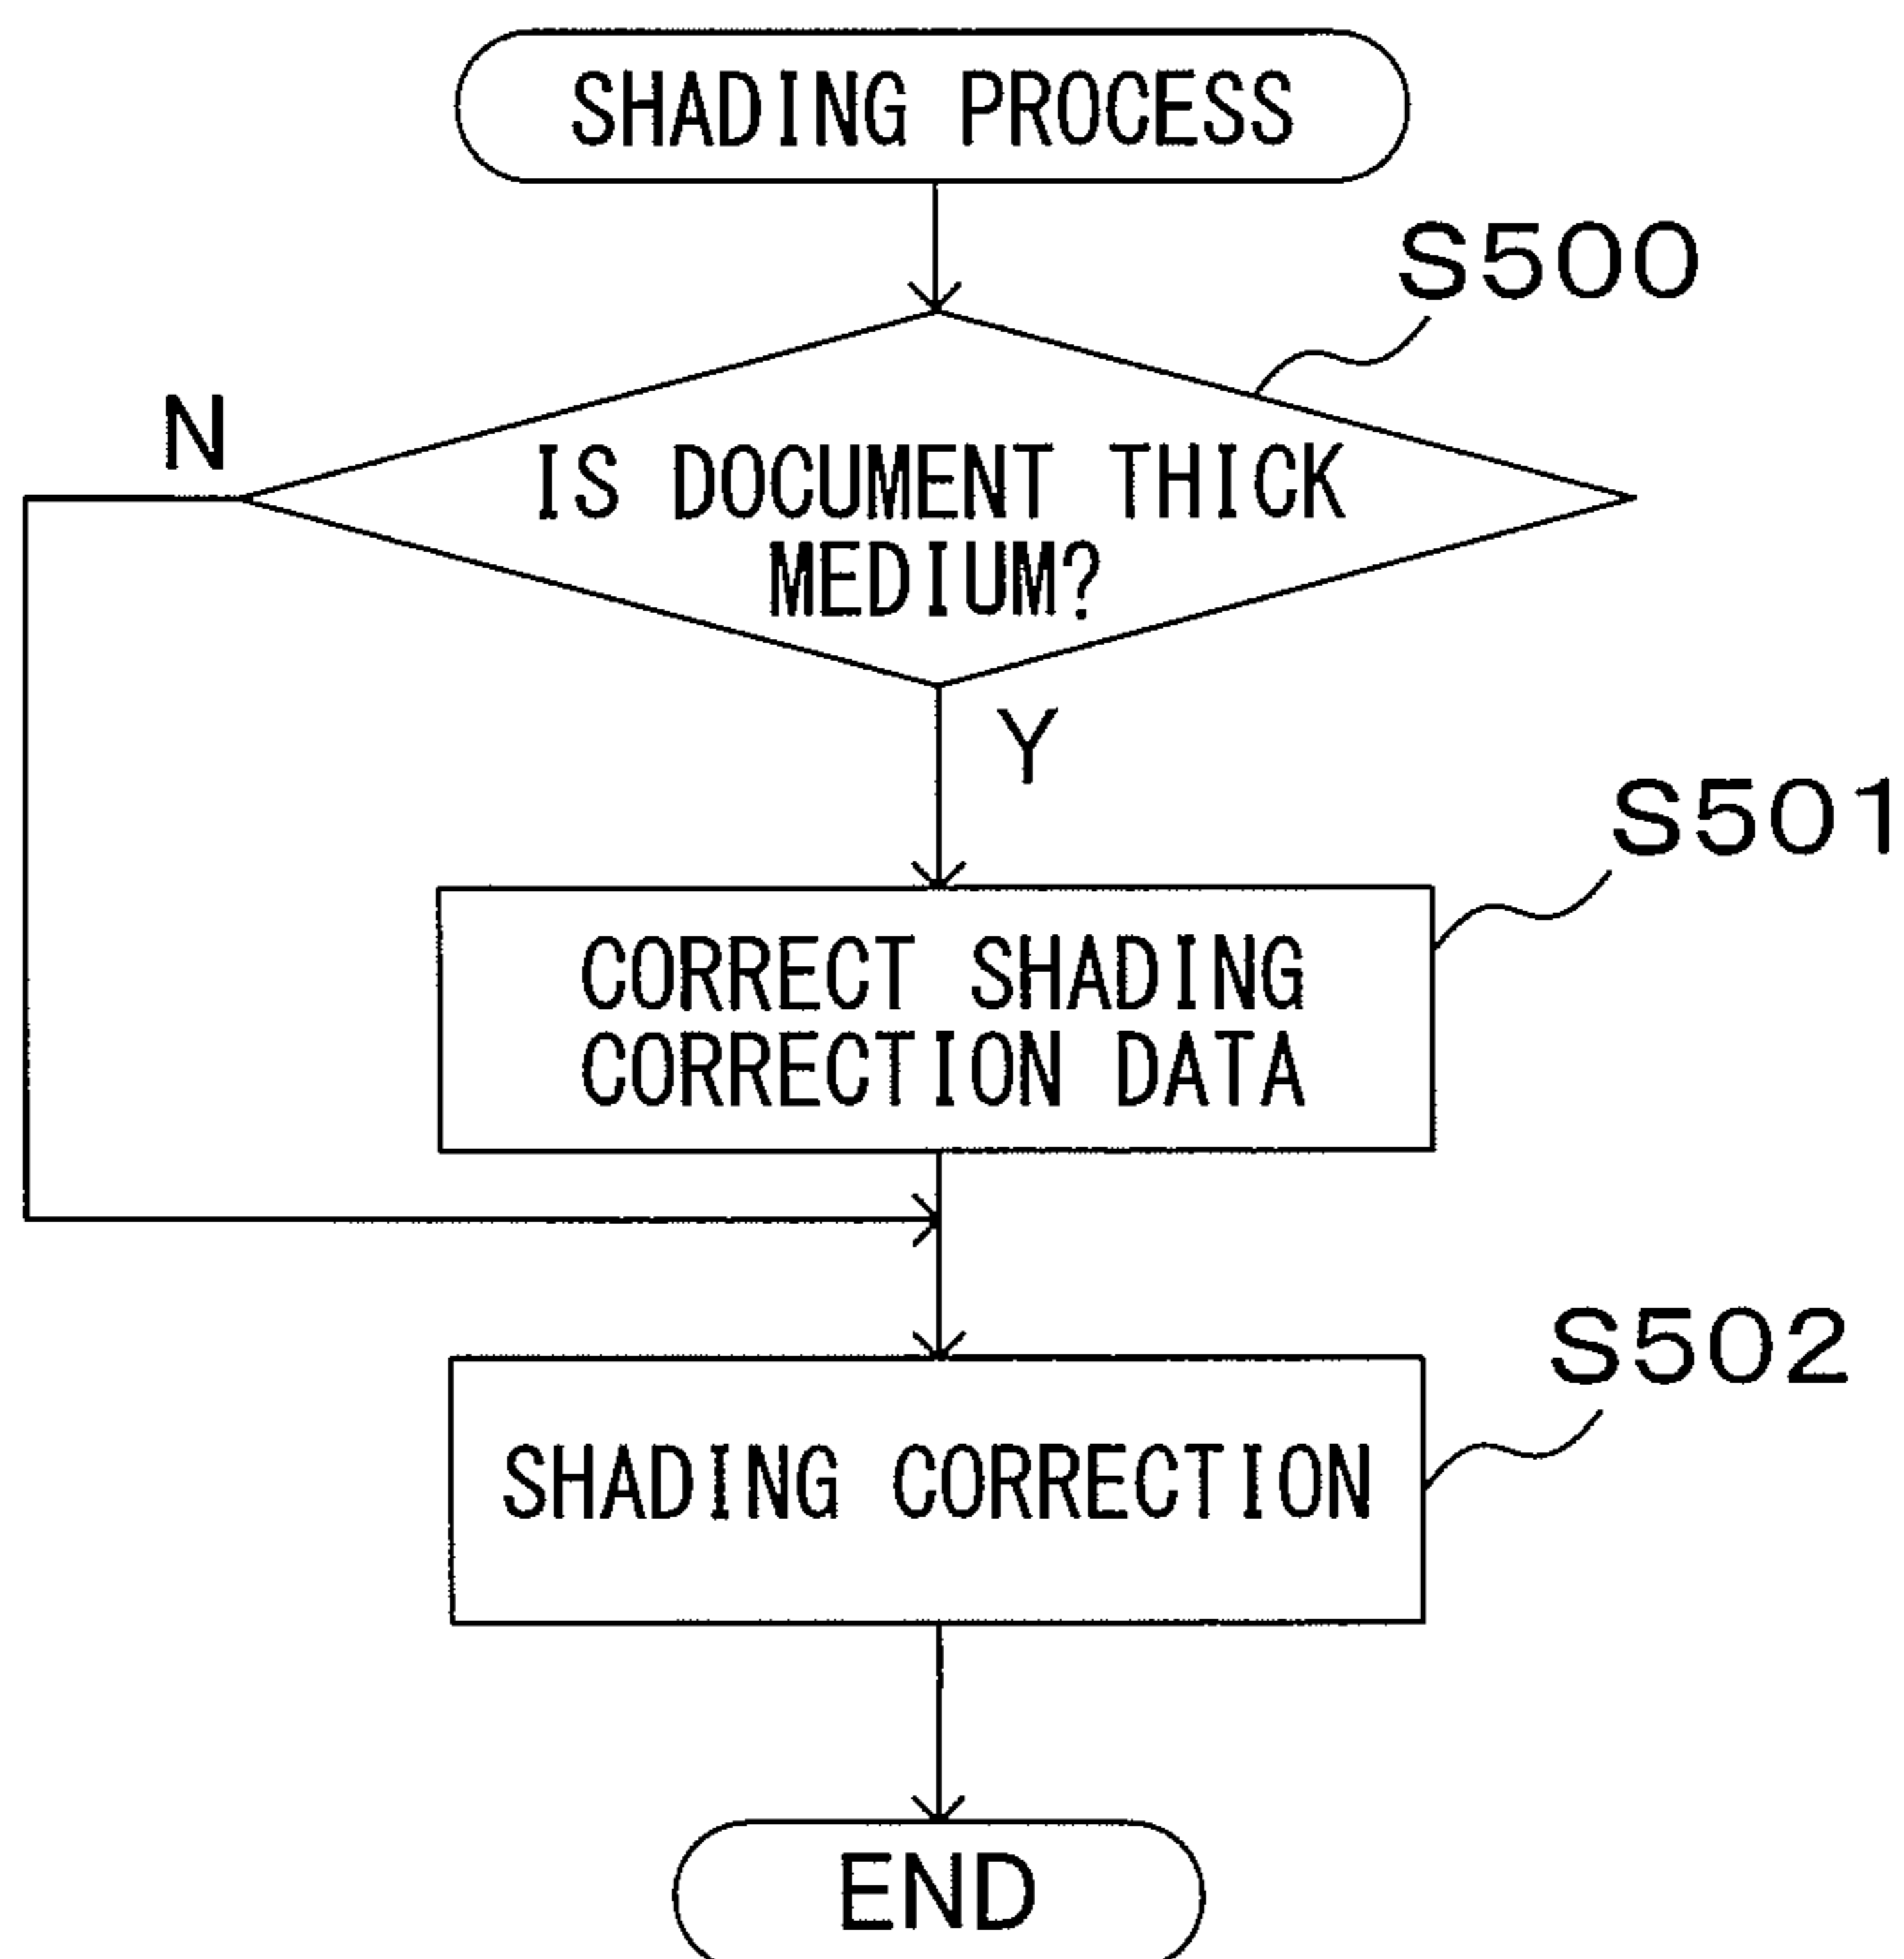 SHADING PROCESS
S500
N
IS DOCUMENT THICK
MEDIUM?
Y
S501
CORRECT SHADING
CORRECTION DATA
S502
SHADING CORRECTION
END